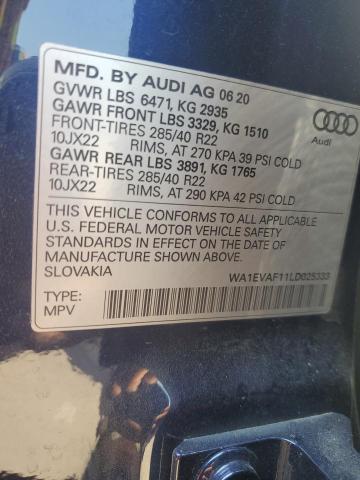 MFD. BY AUDI AG 06 20
GVWR LBS 6471, KG 2935
GAWR FRONT LBS 3329, KG 1510
FRONT-TIRES 285/40 R22
10JX22 RIMS, AT 270 KPA 39 PSI COLD
GAWR REAR LBS 3891, KG 1765
REAR-TIRES 285/40 R22
10JX22 RIMS, AT 290 KPA 42 PSI COLD
Audi
THIS VEHICLE CONFORMS TO ALL APPLICABLE
U.S. FEDERAL MOTOR VEHICLE SAFETY
STANDARDS IN EFFECT ON THE DATE OF
MANUFACTURE SHOWN ABOVE.
SLOVAKIA
WA1EVAF11LD025333
TYPE:
MPV